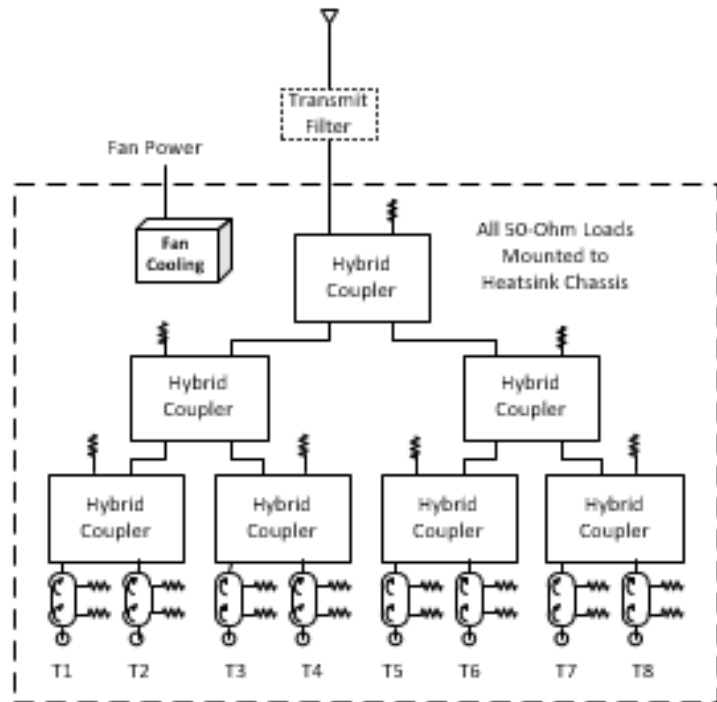 Transmit
Filter
Fan Power
Fan
Cooling
All 50-Ohm Loads
Mounted to
Heatsink Chassis
Hybrid
Coupler
Hybrid
Coupler
Hybrid
Coupler
Hybrid
Coupler
Hybrid
Coupler
Hybrid
Coupler
Hybrid
Coupler
T1 T2 T3 T4 T5 T6 T7 T8